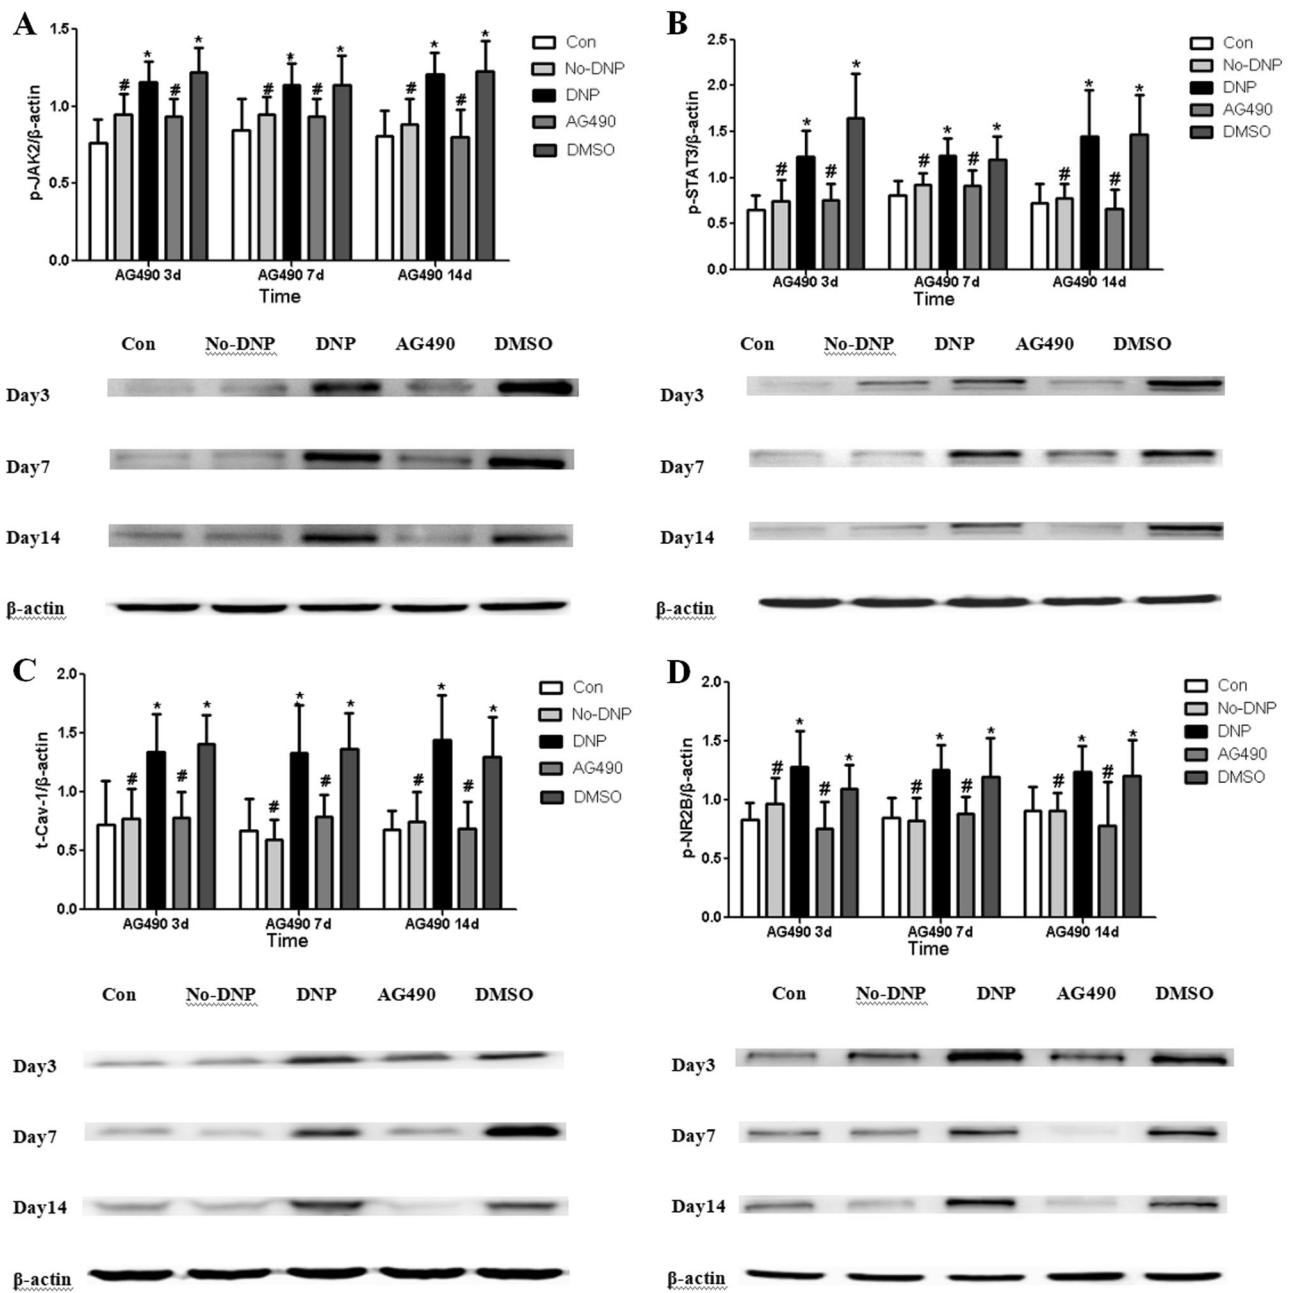 A
p-JAK2/β-actin
1.5
1.0
0.5
0.0
* * * * * *
# # # # # #
AG490 3d AG490 7d AG490 14d
Time
Con
No-DNP
DNP
AG490
DMSO
Con No-DNP DNP AG490 DMSO
Day3
Day7
Day14
β-actin
B
p-STAT3/β-actin
2.5
2.0
1.5
1.0
0.5
0.0
* * * * * *
# # # # # #
AG490 3d AG490 7d AG490 14d
Time
Con
No-DNP
DNP
AG490
DMSO
Con No-DNP DNP AG490 DMSO
Day3
Day7
Day14
β-actin
C
t-Cav-1/β-actin
2.0
1.5
1.0
0.5
0.0
* * * * * *
# # # # # #
AG490 3d AG490 7d AG490 14d
Time
Con
No-DNP
DNP
AG490
DMSO
Con No-DNP DNP AG490 DMSO
Day3
Day7
Day14
β-actin
D
p-NR2B/β-actin
2.0
1.5
1.0
0.5
0.0
* * * * * *
# # # # # #
AG490 3d AG490 7d AG490 14d
Time
Con
No-DNP
DNP
AG490
DMSO
Con No-DNP DNP AG490 DMSO
Day3
Day7
Day14
β-actin